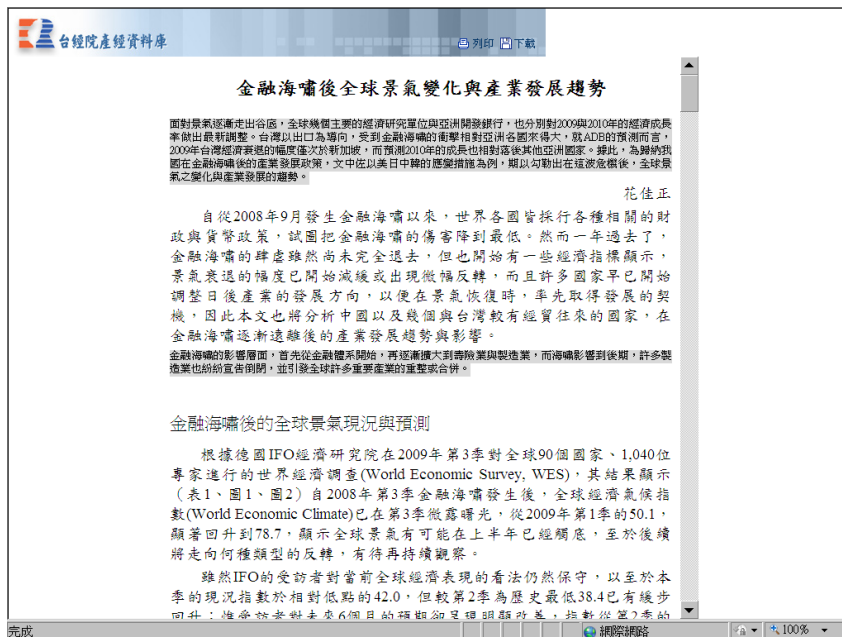 台經院產經資料庫
列印 下載
金融海嘯後全球景氣變化與產業發展趨勢
面對景氣逐漸走出谷底，全球幾個主要的經濟研究單位與亞洲開發銀行，也分別對2009與2010年的經濟成長
率做出最新調整。台灣以出口為導向，受到金融海嘯的衝擊相對亞洲各國來得大，就ADB的預測而言，
2009年台灣經濟衰退的幅度僅次於新加坡，而預測2010年的成長也相對落後其他亞洲國家。據此，為歸納我
國在金融海嘯後的產業發展政策，文中佐以美日中韓的應變措施為例，期以勾勒出在這波危機後，全球景
氣之變化與產業發展的趨勢。
花佳正
自從2008年9月發生金融海嘯以來，世界各國皆採行各種相關的財
政與貨幣政策，試圖把金融海嘯的傷害降到最低。然而一年過去了，
金融海嘯的肆虐雖然尚未完全退去，但也開始有一些經濟指標顯示，
景氣衰退的幅度已開始減緩或出現微幅反轉，而且許多國家早已開始
調整日後產業的發展方向，以便在景氣恢復時，率先取得發展的契
機，因此本文也將分析中國以及幾個與台灣較有經貿往來的國家，在
金融海嘯逐漸遠離後的產業發展趨勢與影響。
金融海嘯的影響層面，首先從金融體系開始，再逐漸擴大到壽險業與製造業，而海嘯影響到後期，許多製
造業也紛紛宣告倒閉，並引發全球許多重要產業的重整或合併。
金融海嘯後的全球景氣現況與預測
根據德國IFO經濟研究院在2009年第3季對全球90個國家、1,040位
專家進行的世界經濟調查(World Economic Survey, WES)，其結果顯示
（表1、圖1、圖2）自2008年第3季金融海嘯發生後，全球經濟氣候指
數(World Economic Climate)已在第3季微露曙光，從2009年第1季的50.1，
顯著回升到78.7，顯示全球景氣有可能在上半年已經觸底，至於後續
將走向何種類型的反轉，有待再持續觀察。
雖然IFO的受訪者對當前全球經濟表現的看法仍然保守，以至於本
季的現況指數於相對低點的42.0，但較第2季為歷史最低38.4已有緩步
回升；惟受訪者對未來6個月的預期卻呈現明顯改善，指數從第2季的
完成
網際網路
100%